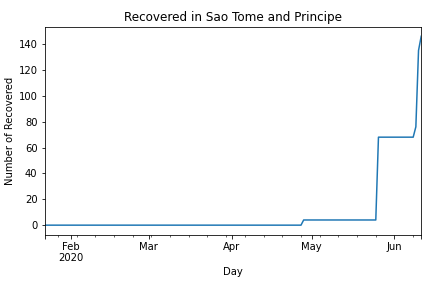 Recovered in Sao Tome and Principe
Number of Recovered
140
120
100
80
60
40
20
0
Feb Mar Apr May Jun
2020
Day